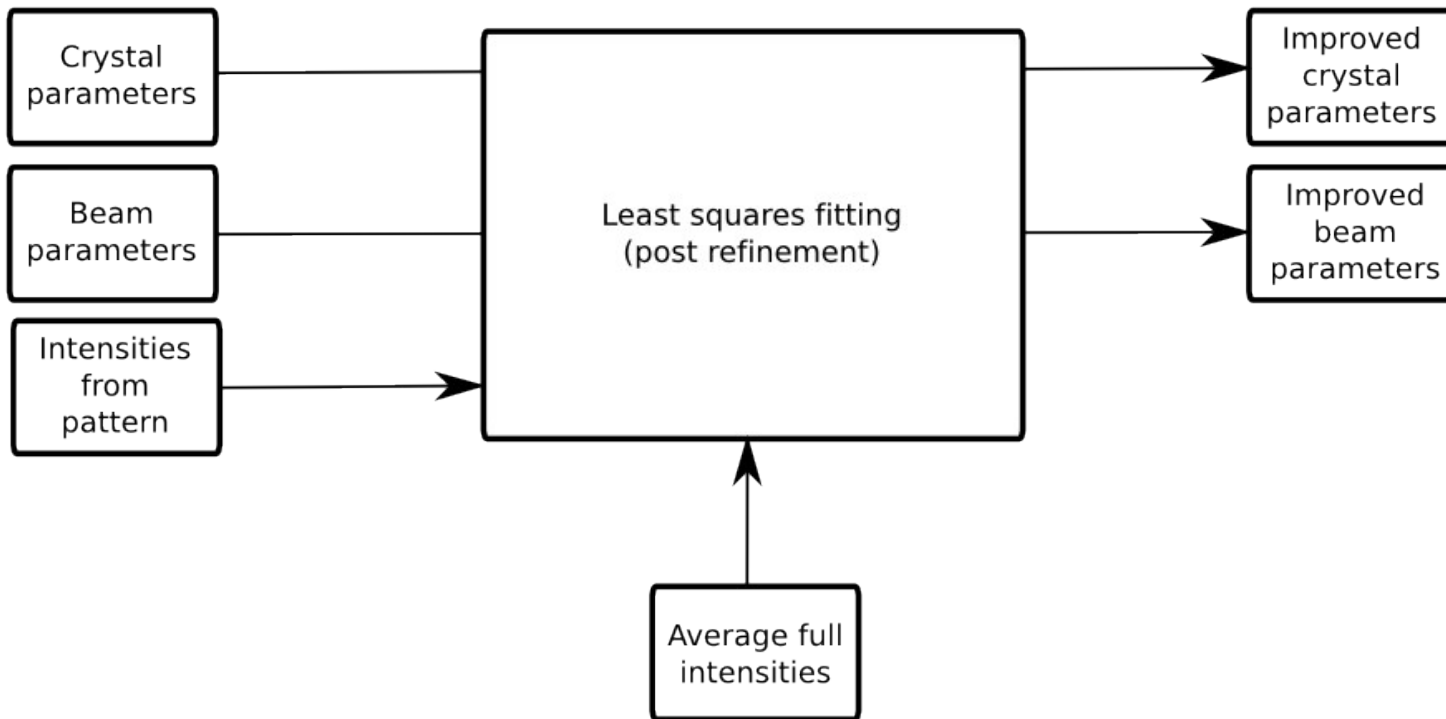 Crystal
parameters
Beam
parameters
Intensities
from
pattern
Least squares fitting
(post refinement)
Average full
intensities
Improved
crystal
parameters
Improved
beam
parameters